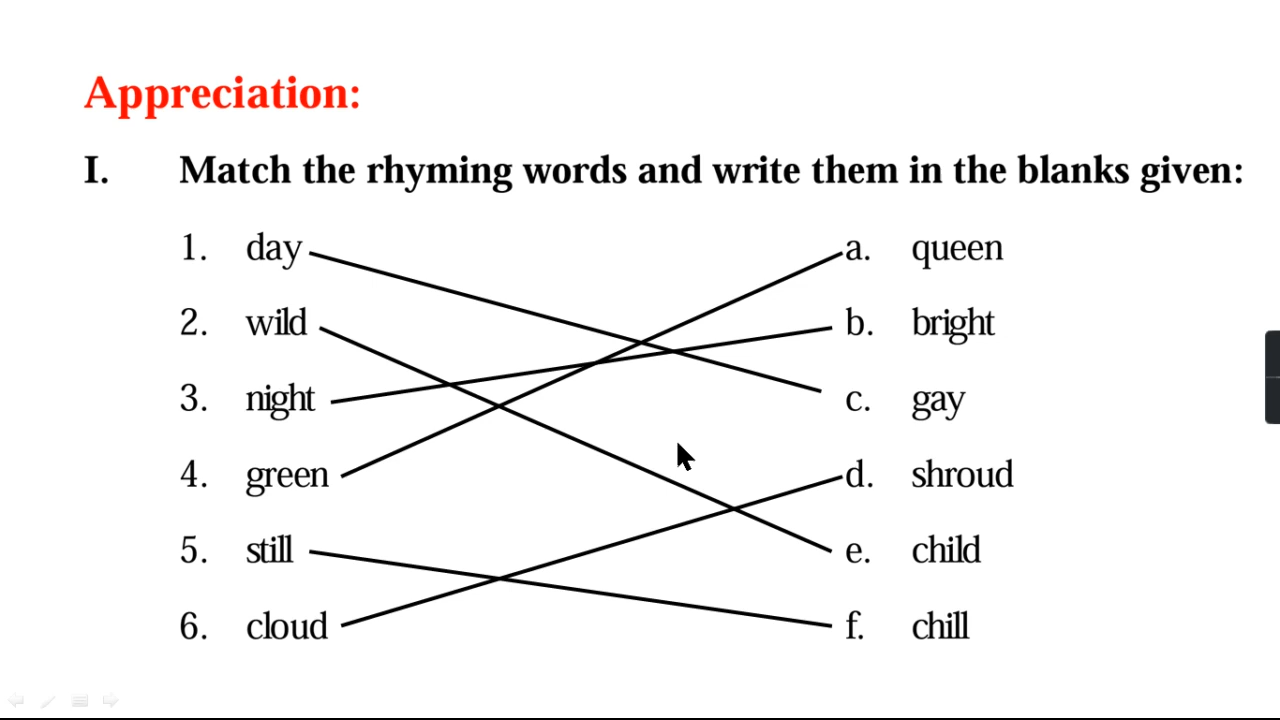 Appreciation:
I. Match the rhyming words and write them in the blanks given:
1. day a. queen
2. wild b. bright
3. night c. gay
4. green d. shroud
5. still e. child
6. cloud f. chill